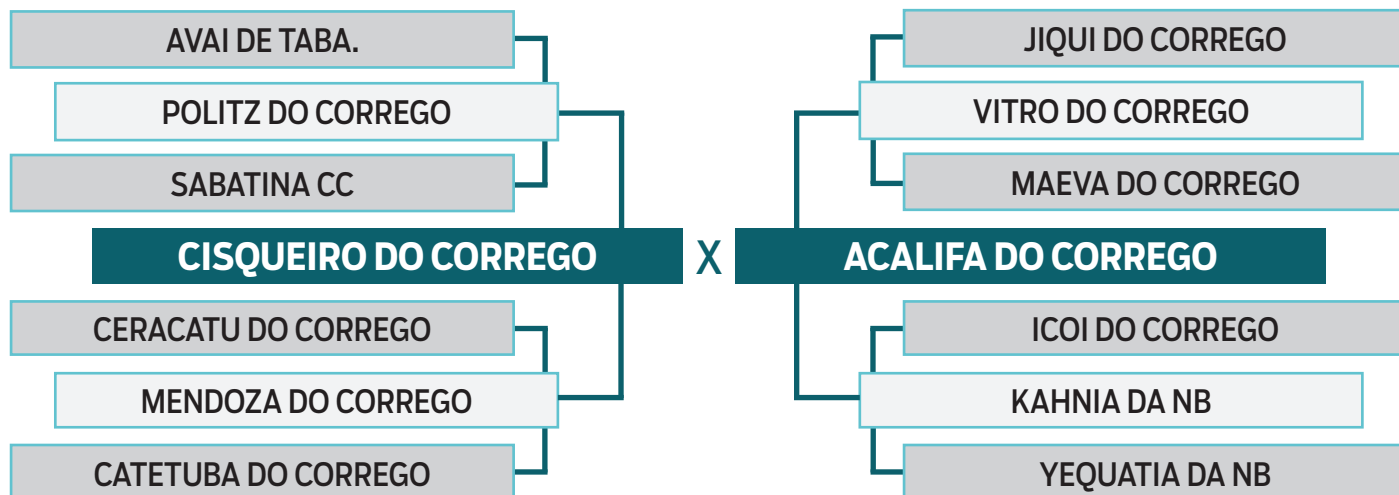 AVAI DE TABA.
POLITZ DO CORREGO
SABATINA CC
CISQUEIRO DO CORREGO
CERACATU DO CORREGO
MENDOZA DO CORREGO
CATETUBA DO CORREGO
X
JIQUI DO CORREGO
VITRO DO CORREGO
MAEVA DO CORREGO
ACALIFA DO CORREGO
ICOI DO CORREGO
KAHNIA DA NB
YEQUATIA DA NB